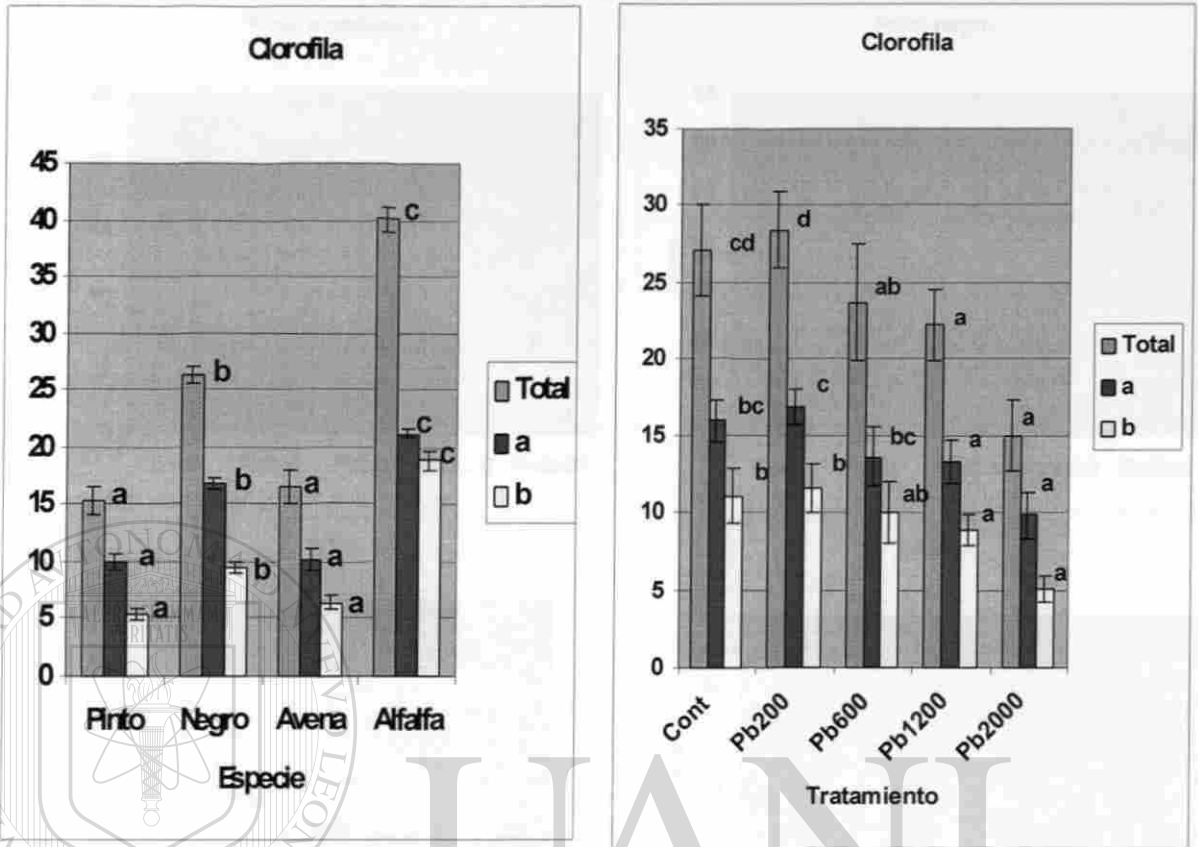 Clorofila
45
40
35
30
25
20
15
10
5
0
a
a
a
b
b
b
a
a
a
c
c
c
Pinto
Negro
Avena
Alfalfa
Especie
Total
a
b
Clorofila
35
30
25
20
15
10
5
0
cd
bc
b
d
c
b
ab
bc
ab
a
a
a
a
a
a
Cont
Pb200
Pb600
Pb1200
Pb2000
Tratamiento
Total
a
b
UANL